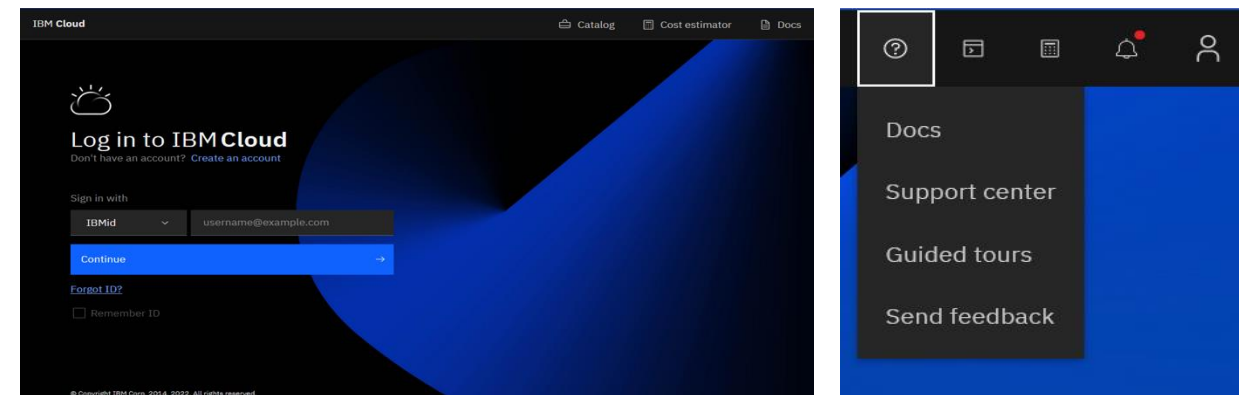 IBM Cloud
Catalog
Cost estimator
Docs
Log in to IBM Cloud
Don't have an account? Create an account
Sign in with
IBMid
username@example.com
Continue
Forgot ID?
Remember ID
© Copyright IBM Corp. 2014, 2022. All rights reserved.
Docs
Support center
Guided tours
Send feedback